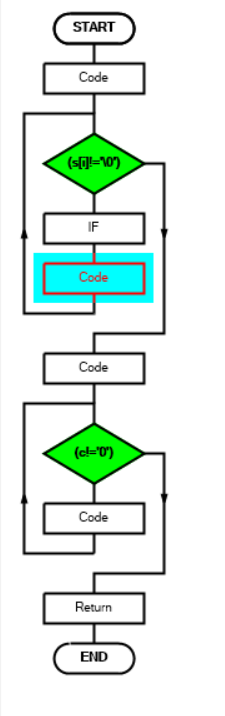 START
Code
(s[i]!='\0')
IF
Code
Code
(c!='0')
Code
Return
END